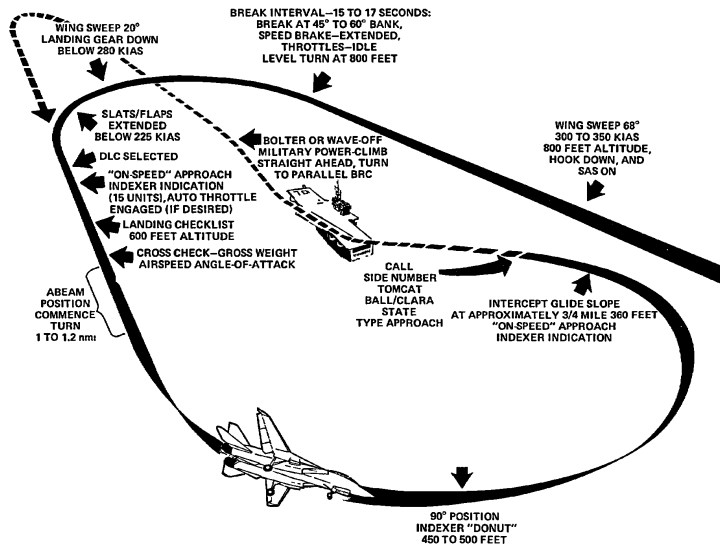 BREAK INTERVAL–15 TO 17 SECONDS:
BREAK AT 45° TO 60° BANK,
SPEED BRAKE–EXTENDED,
THROTTLES–IDLE
LEVEL TURN AT 800 FEET
WING SWEEP 20°
LANDING GEAR DOWN
BELOW 280 KIAS
WING SWEEP 68°
300 TO 350 KIAS
800 FEET ALTITUDE,
HOOK DOWN, AND
SAS ON
SLATS/FLAPS
EXTENDED
BELOW 225 KIAS
BOLTER OR WAVE-OFF
MILITARY POWER-CLIMB
STRAIGHT AHEAD, TURN
TO PARALLEL BRC
DLC SELECTED
"ON-SPEED" APPROACH
INDEXER INDICATION
(15 UNITS), AUTO THROTTLE
ENGAGED (IF DESIRED)
LANDING CHECKLIST
600 FEET ALTITUDE
CROSS CHECK–GROSS WEIGHT
AIRSPEED ANGLE-OF-ATTACK
ABEAM
POSITION
COMMENCE
TURN
1 TO 1.2 nmi
CALL
SIDE NUMBER
TOMCAT
BALL/CLARA
STATE
TYPE APPROACH
INTERCEPT GLIDE SLOPE
AT APPROXIMATELY 3/4 MILE 360 FEET
"ON-SPEED" APPROACH
INDEXER INDICATION
90° POSITION
INDEXER "DONUT"
450 TO 500 FEET